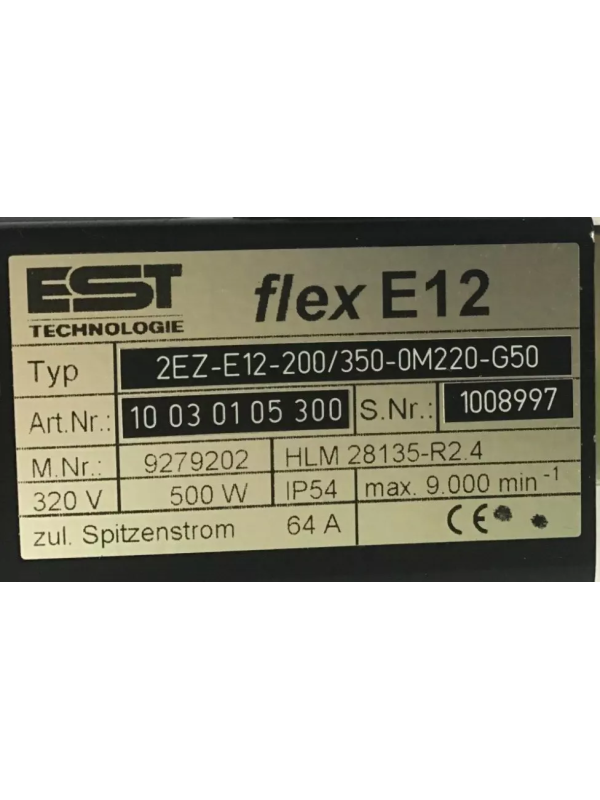 EST flex E12
TECHNOLOGIE
Typ 2EZ-E12-200/350-0M220-G50
Art.Nr.: 10 03 01 05 300 S.Nr.: 1008997
M.Nr.: 9279202 HLM 28135-R2.4
320 V 500 W IP54 max. 9.000 min⁻¹
zul. Spitzenstrom 64 A CE